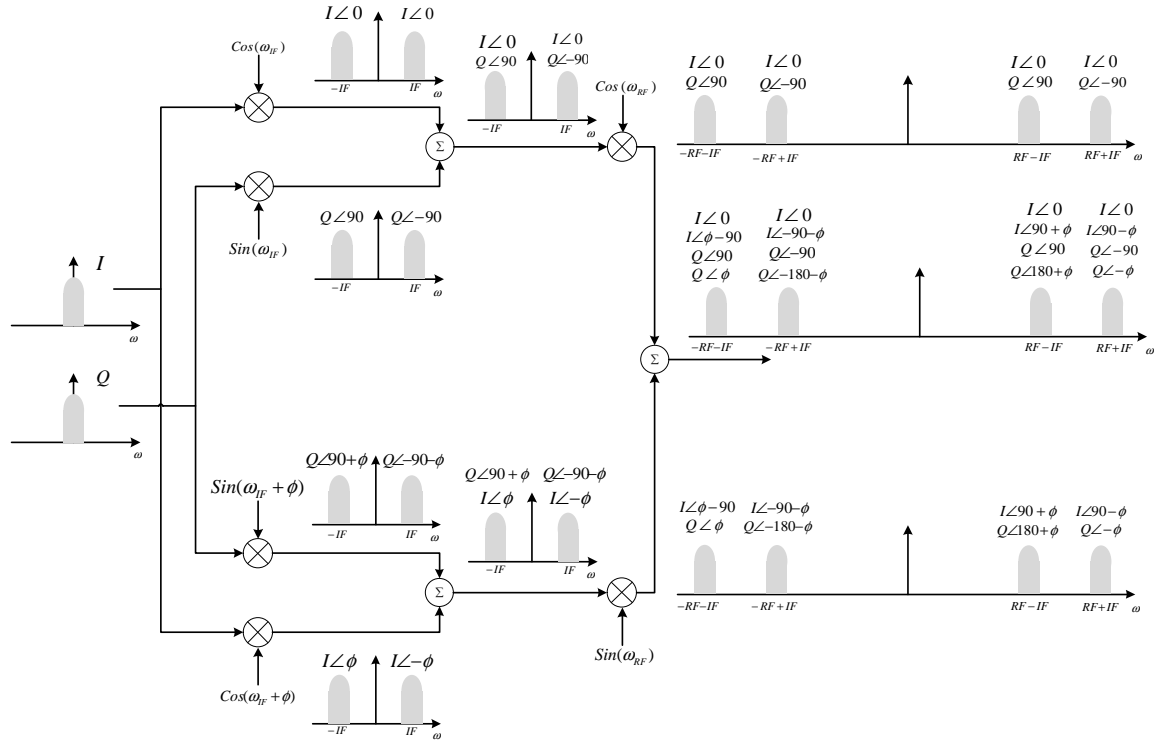 Cos(ω_IF)
I∠0 I∠0
-IF IF ω
I∠0 I∠0
Q∠90 Q∠-90
-IF IF ω
Cos(ω_RF)
I∠0 I∠0 I∠0 I∠0
Q∠90 Q∠-90 Q∠90 Q∠-90
-RF-IF -RF+IF RF-IF RF+IF ω
Σ
Sin(ω_IF)
Q∠90 Q∠-90
-IF IF ω
I
ω
I∠0 I∠0 I∠0 I∠0
I∠ϕ-90 I∠-90-ϕ I∠90+ϕ I∠90-ϕ
Q∠90 Q∠-90 Q∠90 Q∠-90
Q∠ϕ Q∠-180-ϕ Q∠180+ϕ Q∠-ϕ
-RF-IF -RF+IF RF-IF RF+IF ω
Σ
Q
ω
Sin(ω_IF+ϕ)
Q∠90+ϕ Q∠-90-ϕ
-IF IF ω
Q∠90+ϕ Q∠-90-ϕ
I∠ϕ I∠-ϕ
-IF IF ω
I∠ϕ-90 I∠-90-ϕ I∠90+ϕ I∠90-ϕ
Q∠ϕ Q∠-180-ϕ Q∠180+ϕ Q∠-ϕ
-RF-IF -RF+IF RF-IF RF+IF ω
Σ
Sin(ω_RF)
Cos(ω_IF+ϕ)
I∠ϕ I∠-ϕ
-IF IF ω